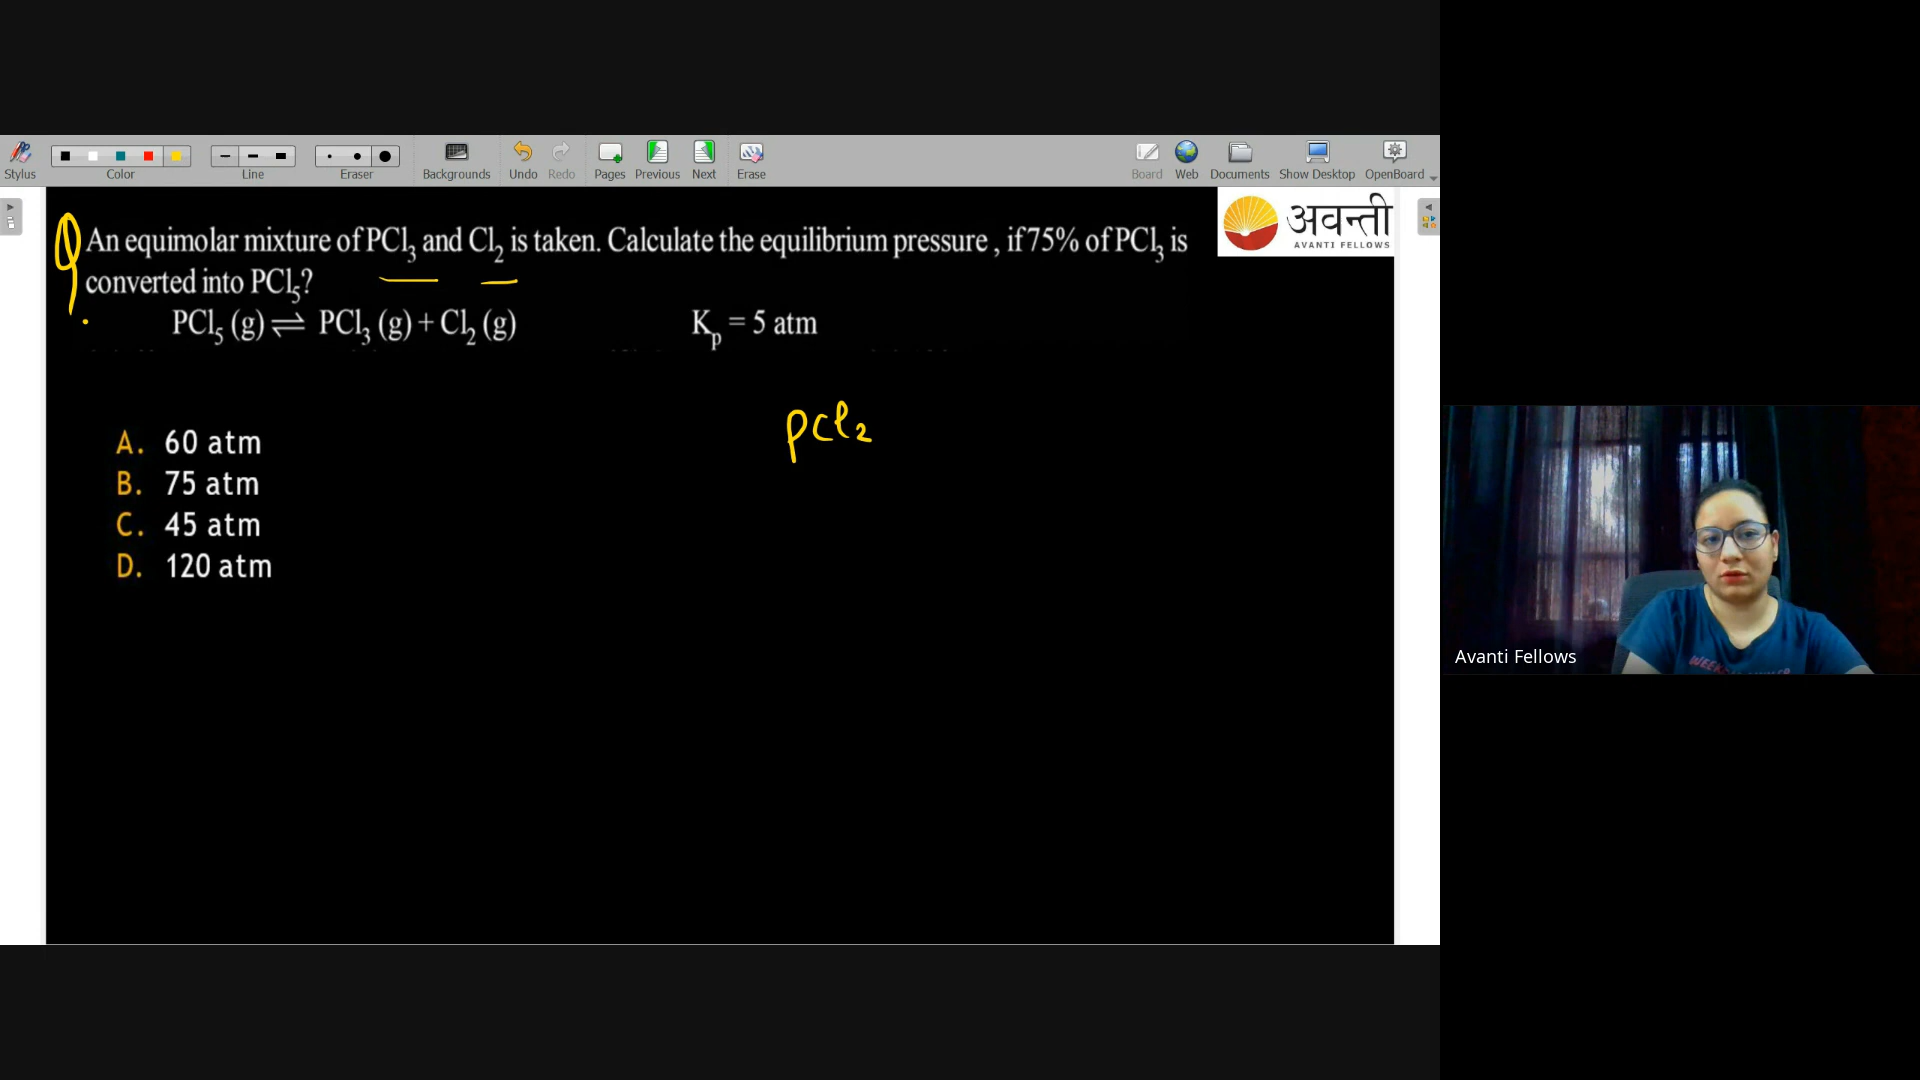 Stylus
Color
Line
Eraser
Backgrounds
Undo
Redo
Pages
Previous
Next
Erase
Board
Web
Documents
Show Desktop
OpenBoard
अवन्ती
AVANTI FELLOWS
Q An equimolar mixture of PCl₃ and Cl₂ is taken. Calculate the equilibrium pressure , if 75% of PCl₃ is
converted into PCl₅?
PCl₅ (g) ⇌ PCl₃ (g) + Cl₂ (g) Kₚ = 5 atm
PCl₂
A. 60 atm
B. 75 atm
C. 45 atm
D. 120 atm
Avanti Fellows